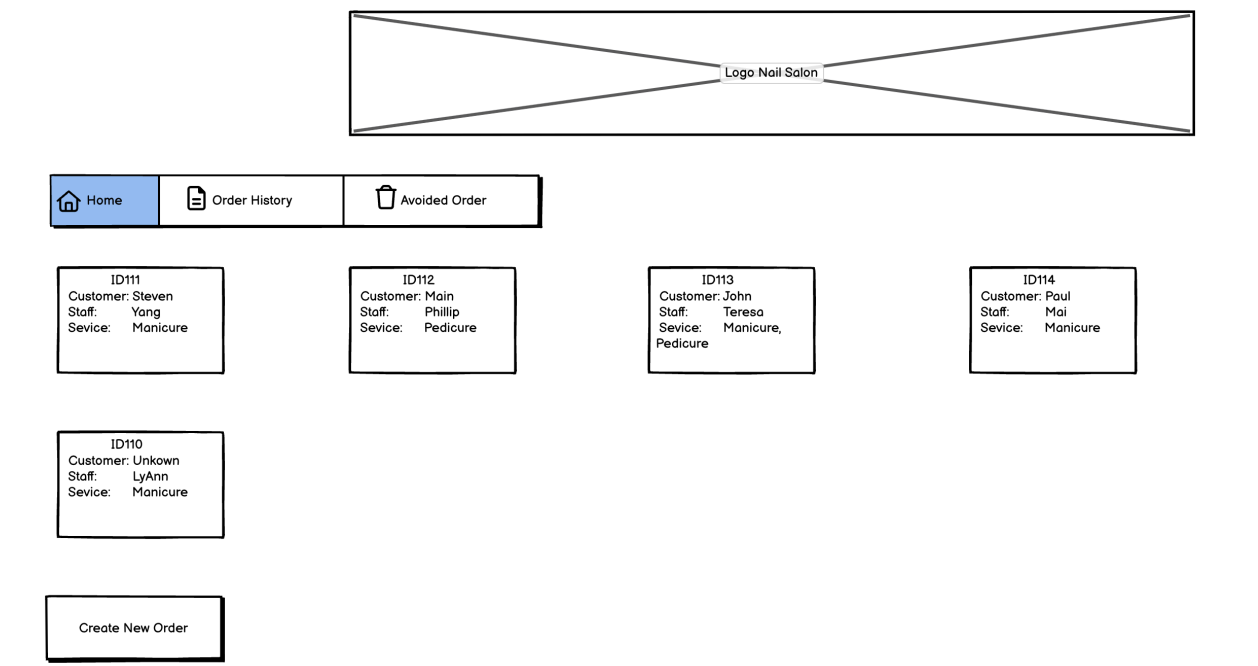 Logo Nail Salon
Home
Order History
Avoided Order
ID111
Customer: Steven
Staff: Yang
Sevice: Manicure
ID112
Customer: Main
Staff: Phillip
Sevice: Pedicure
ID113
Customer: John
Staff: Teresa
Sevice: Manicure,
Pedicure
ID114
Customer: Paul
Staff: Mai
Sevice: Manicure
ID110
Customer: Unkown
Staff: LyAnn
Sevice: Manicure
Create New Order